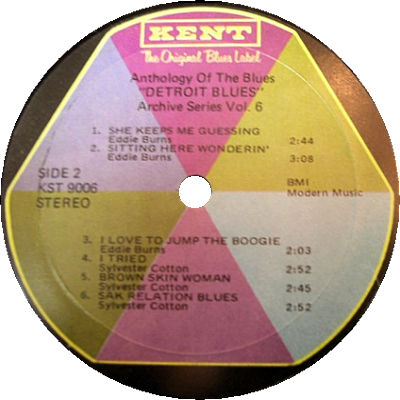 KENT
The Original Blues Label
Anthology Of The Blues
"DETROIT BLUES"
Archive Series Vol. 6
1. SHE KEEPS ME GUESSING
Eddie Burns 2:44
2. SITTING HERE WONDERIN'
Eddie Burns 3:08
SIDE 2
KST 9006
STEREO
BMI
Modern Music
3. I LOVE TO JUMP THE BOOGIE
Eddie Burns 2:03
4. I TRIED
Sylvester Cotton 2:52
5. BROWN SKIN WOMAN
Sylvester Cotton 2:45
6. SAK RELATION BLUES
Sylvester Cotton 2:52